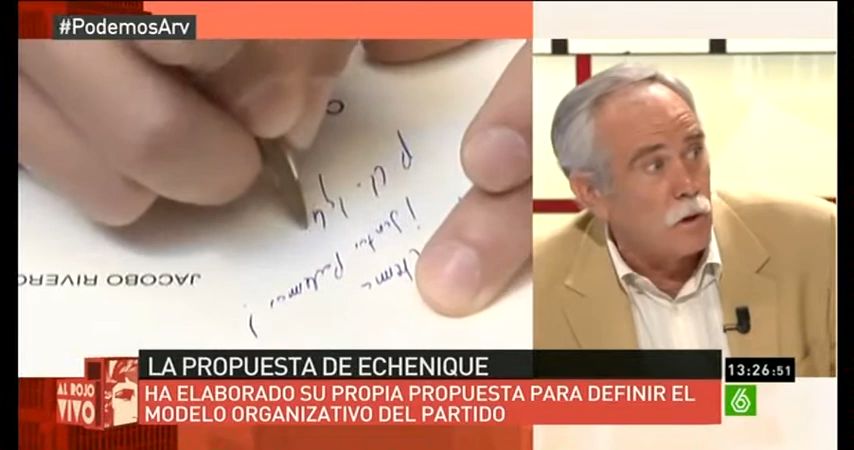 #PodemosArv
JACOBO RIVERO
LA PROPUESTA DE ECHENIQUE
HA ELABORADO SU PROPIA PROPUESTA PARA DEFINIR EL
MODELO ORGANIZATIVO DEL PARTIDO
AL ROJO
VIVO
13:26:51
6